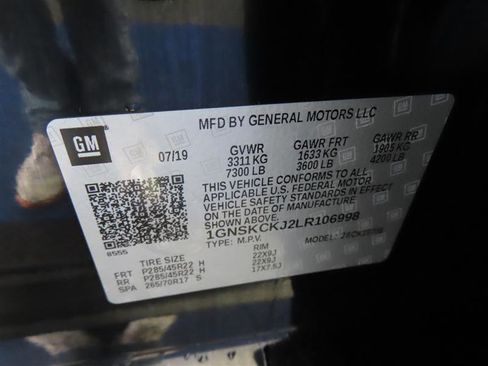 MFD BY GENERAL MOTORS LLC
GM
07/19
GVWR GAWR FRT GAWR RR
3311 KG 1633 KG 1905 KG
7300 LB 3600 LB 4200 LB
THIS VEHICLE CONFORMS TO ALL
APPLICABLE U.S. FEDERAL MOTOR
VEHICLE SAFETY STANDARDS IN EFFECT
ON THE DATE OF MANUFACTURE
SHOWN ABOVE.
1GNSKCKJ2LR106998
TYPE: M.P.V. MODEL:
8555
TIRE SIZE RIM
FRT P285/45R22 H 22X9J
RR P285/45R22 H 22X9J
SPA 265/70R17 S 17X7.5J